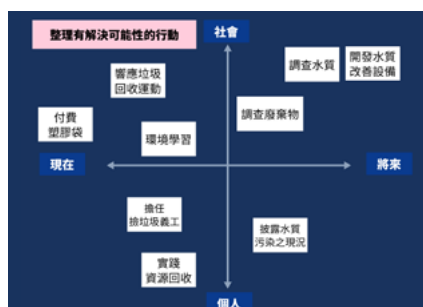 整理有解決可能性的行動
社會
響應垃圾
回收運動
調查水質
開發水質
改善設備
付費
塑膠袋
調查廢棄物
環境學習
現在
將來
擔任
撿垃圾義工
披露水質
污染之現況
實踐
資源回收
個人